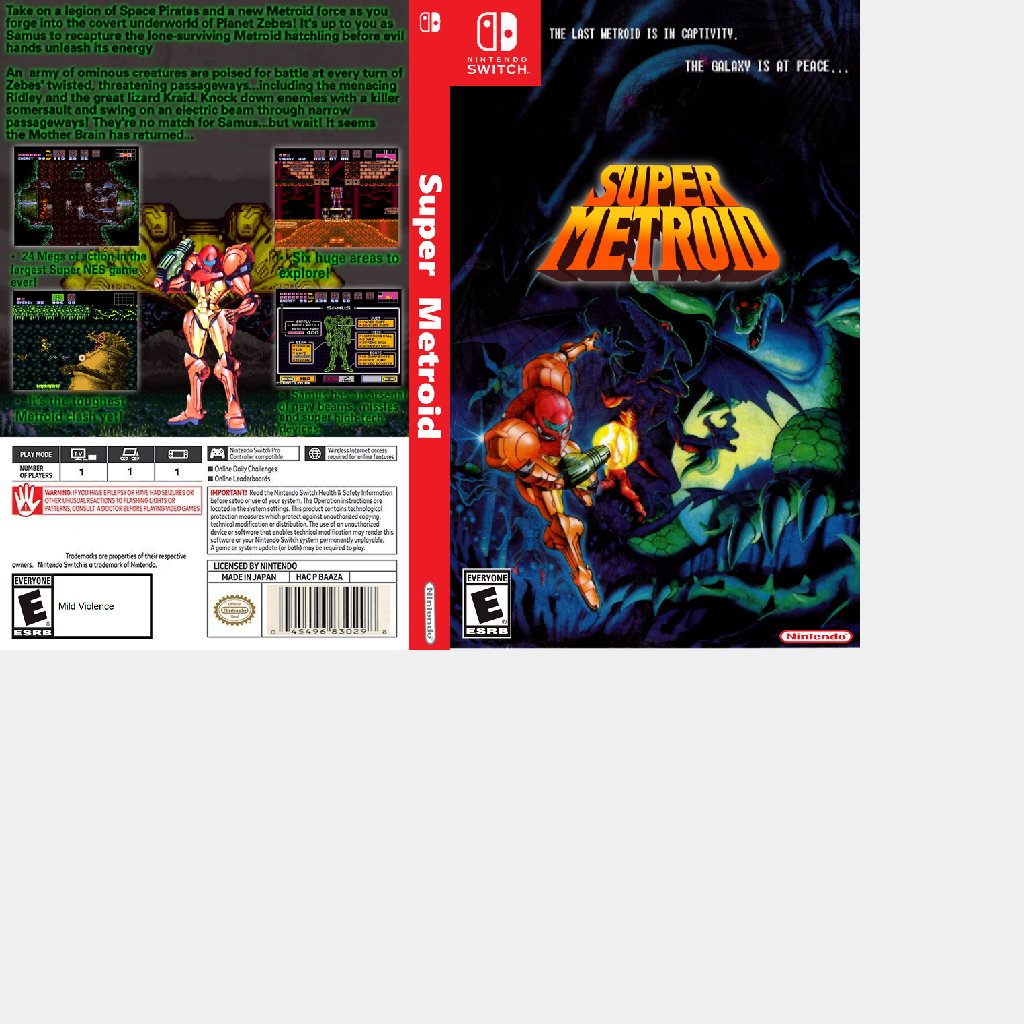 Take on a legion of Space Pirates and a new Metroid force as you
forge into the covert underworld of Planet Zebes! It's up to you as
Samus to recapture the lone-surviving Metroid hatchling before evil
hands unleash its energy
An army of ominous creatures are poised for battle at every turn of
Zebes' twisted, threatening passageways...including the menacing
Ridley and the great lizard Kraid. Knock down enemies with a killer
somersault and swing on an electric beam through narrow
passageways! They're no match for Samus...but wait! It seems
the Mother Brain has returned...
• 24 Megs of action in the
largest Super NES game
ever!
• Six huge areas to
explore!
• It's the toughest
Metroid clash yet!
SAMUS
• Samus has an arsenal
of new beams, missles
and super high-tech
devices
PLAY MODE
TV
NUMBER
OF PLAYERS
1
1
1
Nintendo Switch Pro
Controller compatible
Wireless internet access
required for online features
Online Daily Challenges
Online Leaderboards
WARNING: IF YOU HAVE EPILEPSY OR HAVE HAD SEIZURES OR
OTHER UNUSUAL REACTIONS TO FLASHING LIGHTS OR
PATTERNS, CONSULT A DOCTOR BEFORE PLAYING VIDEO GAMES.
IMPORTANT! Read the Nintendo Switch Health & Safety Information
before setup or use of your system. The Operation instructions are
located in the system settings. This product contains technological
protection measures which protect against unauthorized copying,
technical modification or distribution. The use of an unauthorized
device or software that enables technical modification may render this
software or your Nintendo Switch system permanently unplayable.
A game or system update (or both) may be required to play.
Trademarks are properties of their respective
owners. Nintendo Switch is a trademark of Nintendo.
LICENSED BY NINTENDO
MADE IN JAPAN
HAC P BAAZA
EVERYONE
E
ESRB
Mild Violence
Nintendo
0 45496 83029 8
Super Metroid
Nintendo
NINTENDO
SWITCH
THE LAST METROID IS IN CAPTIVITY.
THE GALAXY IS AT PEACE...
SUPER
METROID
EVERYONE
E
ESRB
Nintendo